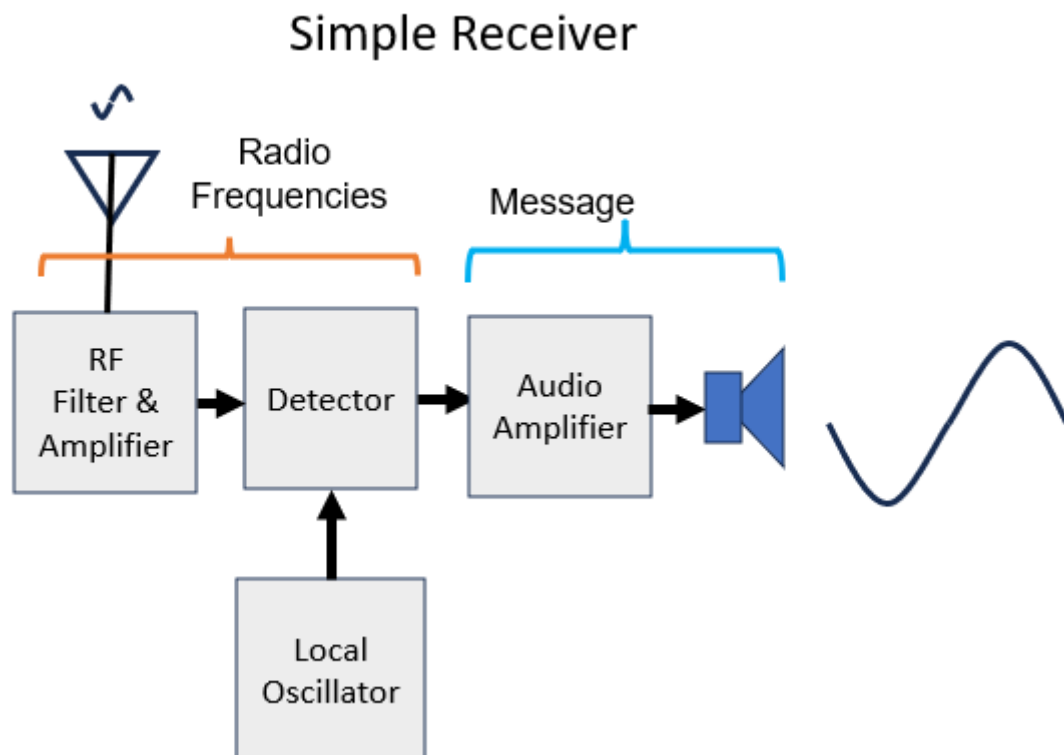 Simple Receiver
Radio
Frequencies
Message
RF
Filter &
Amplifier
Detector
Audio
Amplifier
Local
Oscillator